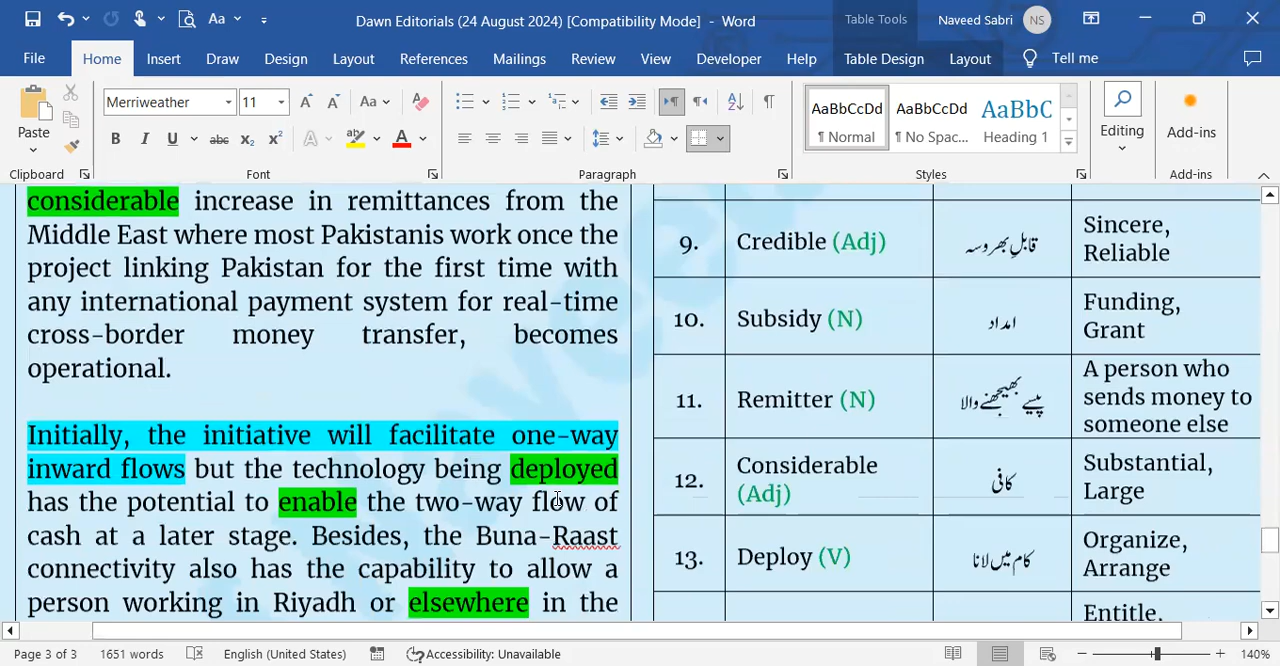 Dawn Editorials (24 August 2024) [Compatibility Mode] - Word
Table Tools
Naveed Sabri NS
File Home Insert Draw Design Layout References Mailings Review View Developer Help Table Design Layout Tell me
Paste
Merriweather 11
Aa
AaBbCcDd AaBbCcDd AaBbC
¶ Normal ¶ No Spac... Heading 1
Editing
Add-ins
Clipboard Font Paragraph Styles Add-ins
considerable increase in remittances from the
Middle East where most Pakistanis work once the
project linking Pakistan for the first time with
any international payment system for real-time
cross-border money transfer, becomes
operational.
Initially, the initiative will facilitate one-way
inward flows but the technology being deployed
has the potential to enable the two-way flow of
cash at a later stage. Besides, the Buna-Raast
connectivity also has the capability to allow a
person working in Riyadh or elsewhere in the
9. Credible (Adj) قابلِ بھروسہ Sincere,
Reliable
10. Subsidy (N) امداد Funding,
Grant
11. Remitter (N) پیسے بھیجنے والا A person who
sends money to
someone else
12. Considerable
(Adj) کافی Substantial,
Large
13. Deploy (V) کام میں لانا Organize,
Arrange
Entitle,
Page 3 of 3 1651 words English (United States) Accessibility: Unavailable 140%